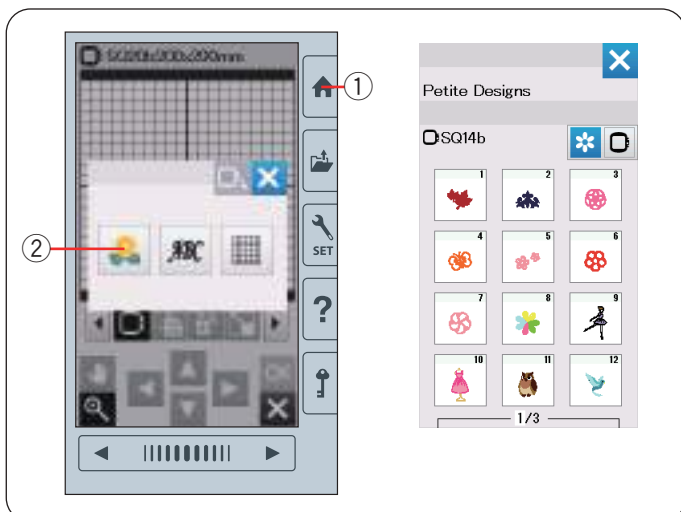 SQ20b:200x200mm
①
②
ABC
SET
?
Petite Designs
SQ14b
1 2 3
4 5 6
7 8 9
10 11 12
1/3